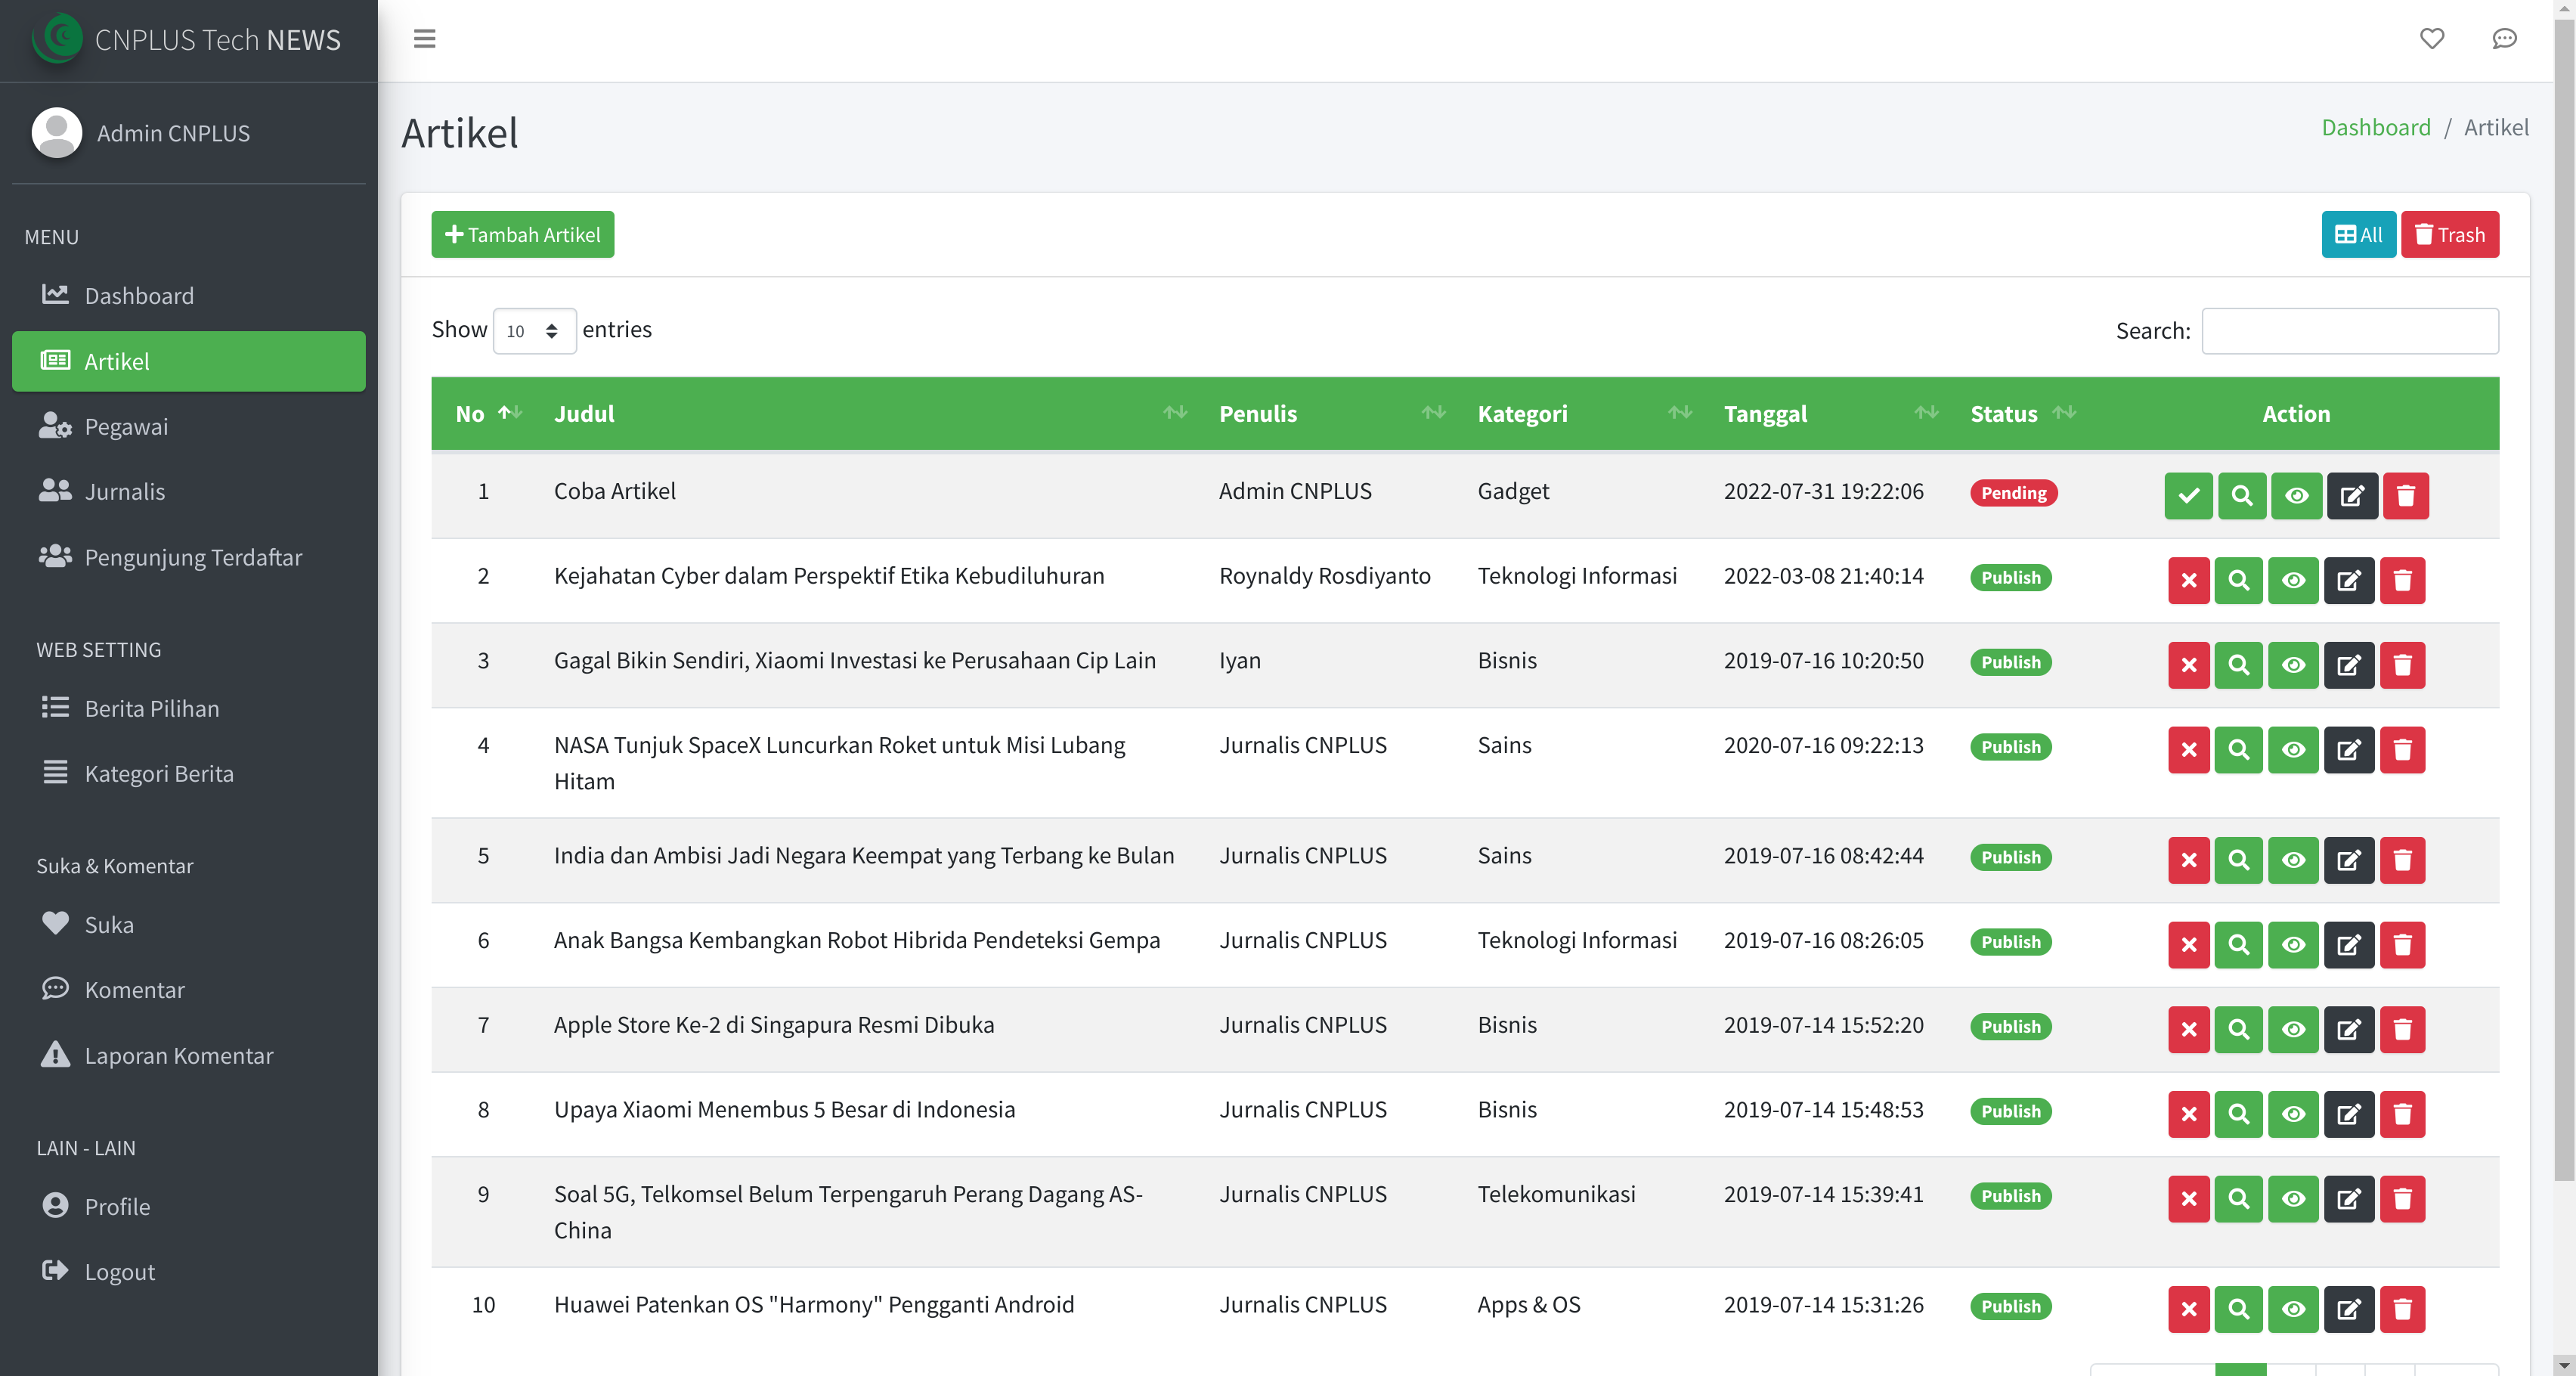 CNPLUS Tech NEWS
Admin CNPLUS
MENU
Dashboard
Artikel
Pegawai
Jurnalis
Pengunjung Terdaftar
WEB SETTING
Berita Pilihan
Kategori Berita
Suka & Komentar
Suka
Komentar
Laporan Komentar
LAIN - LAIN
Profile
Logout
Artikel
Dashboard / Artikel
Tambah Artikel
All Trash
Show 10 entries
Search:
No Judul Penulis Kategori Tanggal Status Action
1 Coba Artikel Admin CNPLUS Gadget 2022-07-31 19:22:06 Pending
2 Kejahatan Cyber dalam Perspektif Etika Kebudiluhuran Roynaldy Rosdiyanto Teknologi Informasi 2022-03-08 21:40:14 Publish
3 Gagal Bikin Sendiri, Xiaomi Investasi ke Perusahaan Cip Lain Iyan Bisnis 2019-07-16 10:20:50 Publish
4 NASA Tunjuk SpaceX Luncurkan Roket untuk Misi Lubang Jurnalis CNPLUS Sains 2020-07-16 09:22:13 Publish
Hitam
5 India dan Ambisi Jadi Negara Keempat yang Terbang ke Bulan Jurnalis CNPLUS Sains 2019-07-16 08:42:44 Publish
6 Anak Bangsa Kembangkan Robot Hibrida Pendeteksi Gempa Jurnalis CNPLUS Teknologi Informasi 2019-07-16 08:26:05 Publish
7 Apple Store Ke-2 di Singapura Resmi Dibuka Jurnalis CNPLUS Bisnis 2019-07-14 15:52:20 Publish
8 Upaya Xiaomi Menembus 5 Besar di Indonesia Jurnalis CNPLUS Bisnis 2019-07-14 15:48:53 Publish
9 Soal 5G, Telkomsel Belum Terpengaruh Perang Dagang AS- Jurnalis CNPLUS Telekomunikasi 2019-07-14 15:39:41 Publish
China
10 Huawei Patenkan OS "Harmony" Pengganti Android Jurnalis CNPLUS Apps & OS 2019-07-14 15:31:26 Publish